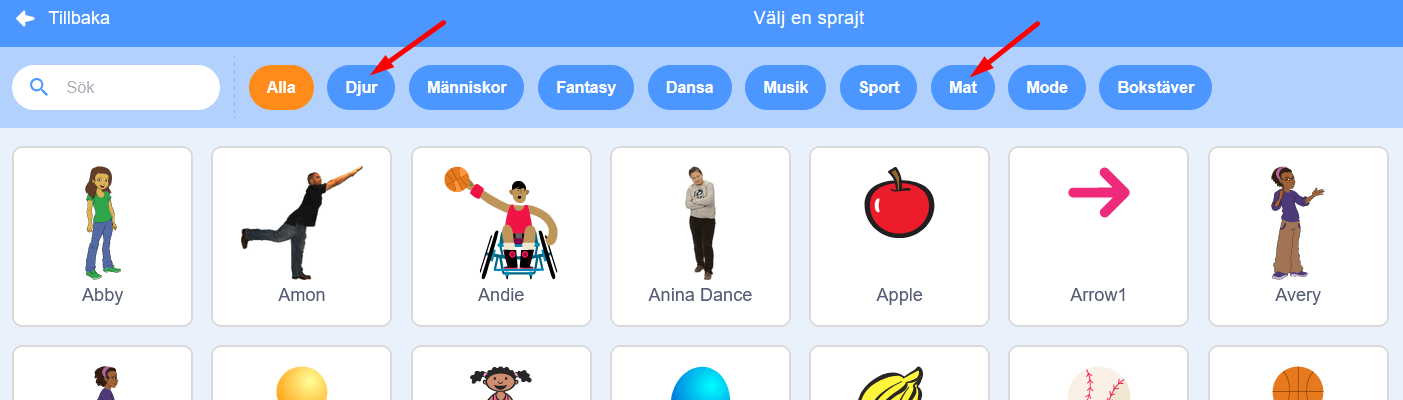 Tillbaka
Välj en sprajt
Sök
Alla
Djur
Människor
Fantasy
Dansa
Musik
Sport
Mat
Mode
Bokstäver
Abby
Amon
Andie
Anina Dance
Apple
Arrow1
Avery